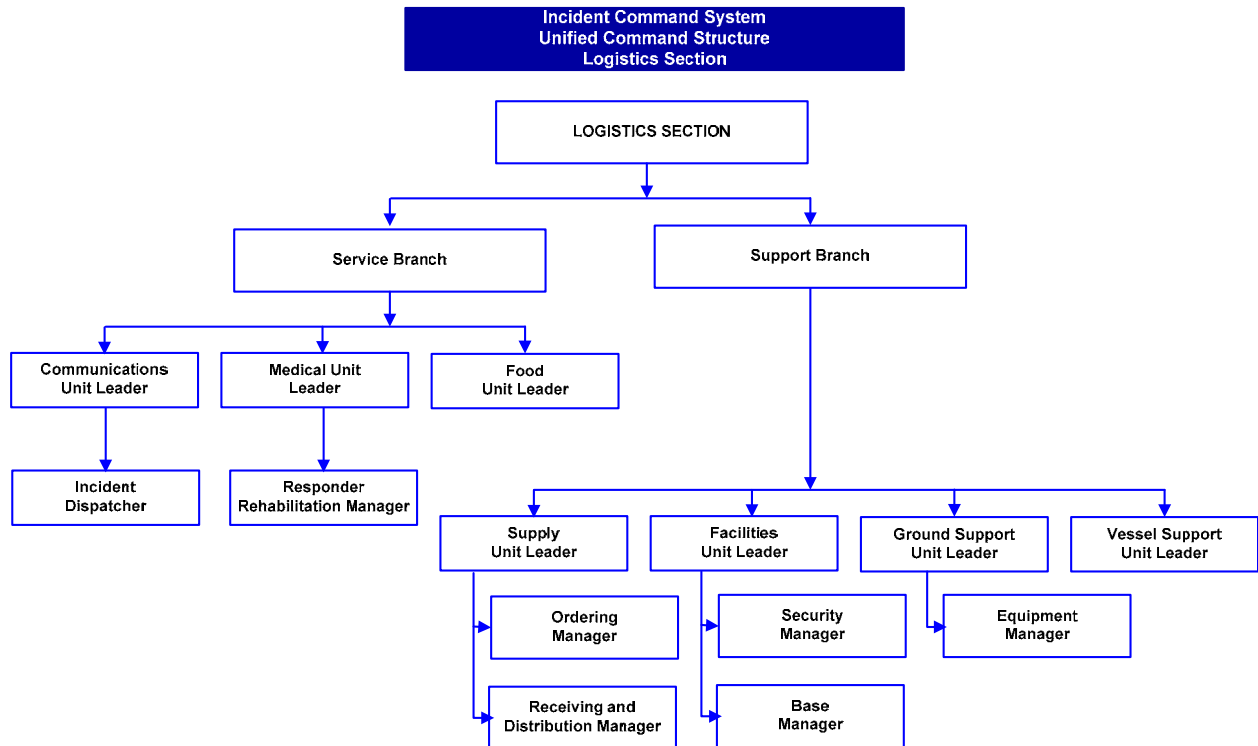 Incident Command System
Unified Command Structure
Logistics Section
LOGISTICS SECTION
Service Branch
Support Branch
Communications
Unit Leader
Medical Unit
Leader
Food
Unit Leader
Incident
Dispatcher
Responder
Rehabilitation Manager
Supply
Unit Leader
Facilities
Unit Leader
Ground Support
Unit Leader
Vessel Support
Unit Leader
Ordering
Manager
Security
Manager
Equipment
Manager
Receiving and
Distribution Manager
Base
Manager